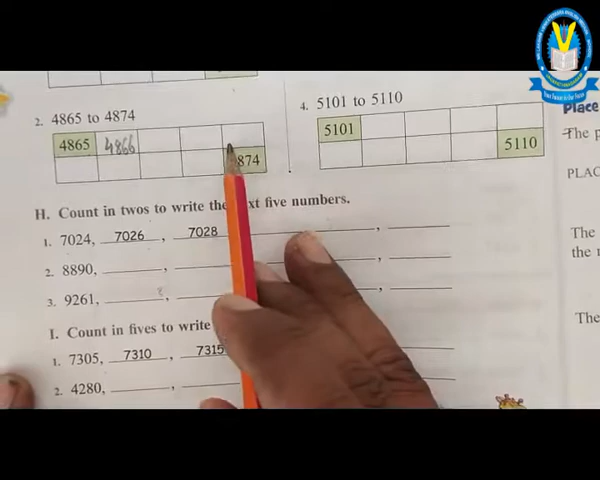 2. 4865 to 4874
4865 4866
874
4. 5101 to 5110
5101
5110
H. Count in twos to write the xt five numbers.
1. 7024, 7026, 7028
2. 8890,
3. 9261,
I. Count in fives to write
1. 7305, 7310, 7315
2. 4280,
Place
The p
PLAC
The
the
The